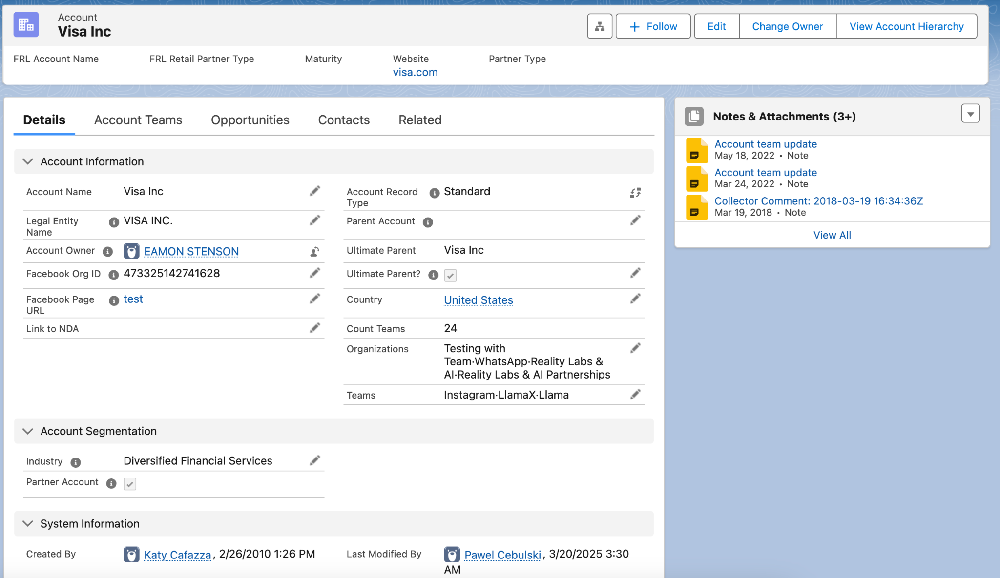 Account
Visa Inc
Follow
Edit
Change Owner
View Account Hierarchy
FRL Account Name
FRL Retail Partner Type
Maturity
Website
Partner Type
visa.com
Details
Account Teams
Opportunities
Contacts
Related
Account Information
Account Name
Visa Inc
Legal Entity
Name
VISA INC.
Account Owner
EAMON STENSON
Facebook Org ID
473325142741628
Facebook Page
URL
test
Link to NDA
Account Record
Type
Standard
Parent Account
Ultimate Parent
Visa Inc
Ultimate Parent?
Country
United States
Count Teams
24
Organizations
Testing with
Team·WhatsApp·Reality Labs &
AI·Reality Labs & AI Partnerships
Teams
Instagram·LlamaX·Llama
Account Segmentation
Industry
Diversified Financial Services
Partner Account
System Information
Created By
Katy Cafazza, 2/26/2010 1:26 PM
Last Modified By
Pawel Cebulski, 3/20/2025 3:30
AM
Notes & Attachments (3+)
Account team update
May 18, 2022 • Note
Account team update
Mar 24, 2022 • Note
Collector Comment: 2018-03-19 16:34:36Z
Mar 19, 2018 • Note
View All